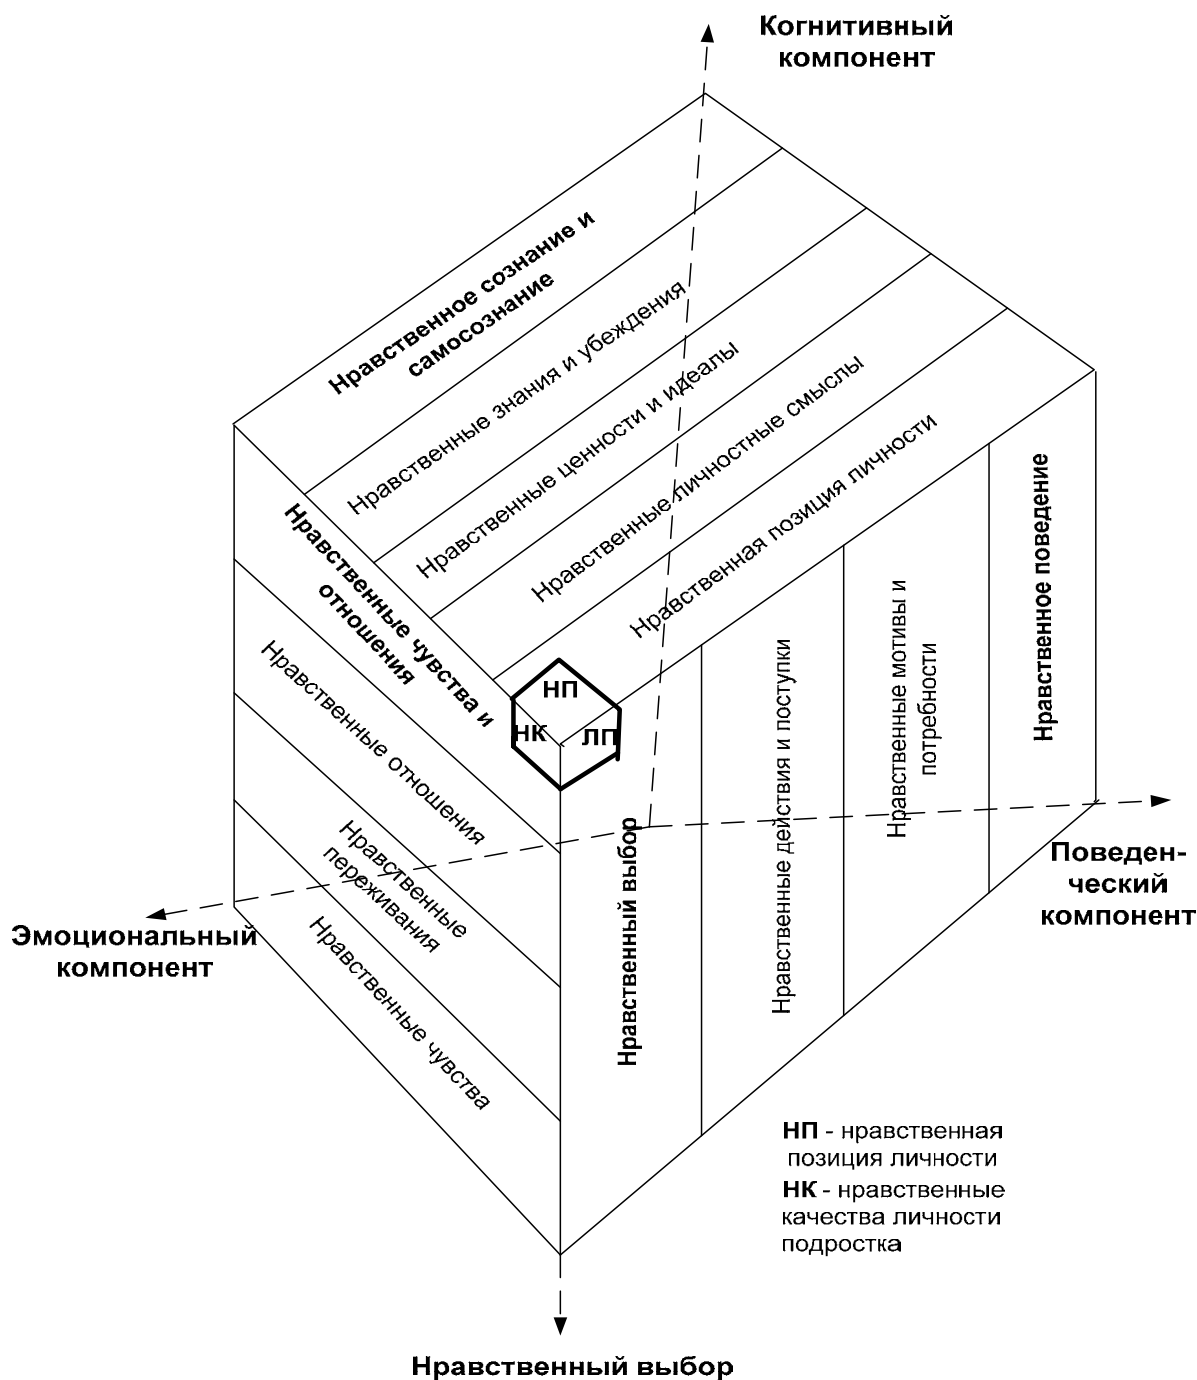 Когнитивный
компонент
Нравственное сознание и
самосознание
Нравственные знания и убеждения
Нравственные ценности и идеалы
Нравственные личностные смыслы
Нравственная позиция личности
Нравственные чувства и
отношения
Нравственные отношения
Нравственные
переживания
Нравственные чувства
НП
НК
ЛП
Нравственный выбор
Нравственные действия и поступки
Нравственные мотивы и
потребности
Нравственное поведение
Поведен-
ческий
компонент
Эмоциональный
компонент
НП - нравственная
позиция личности
НК - нравственные
качества личности
подростка
Нравственный выбор